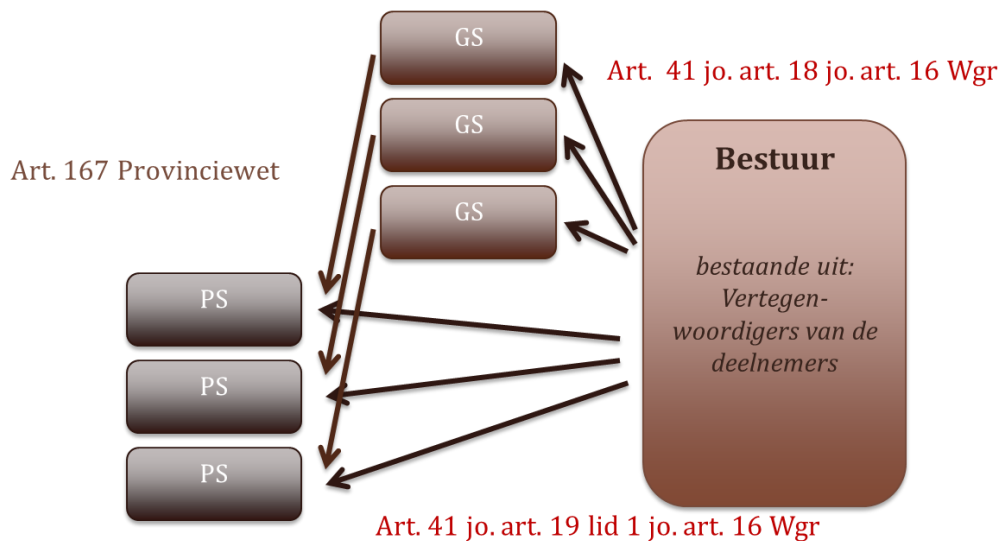 GS
Art. 41 jo. art. 18 jo. art. 16 Wgr
GS
Art. 167 Provinciewet
GS
Bestuur
bestaande uit:
Vertegen-
woordigers van de
deelnemers
PS
PS
PS
Art. 41 jo. art. 19 lid 1 jo. art. 16 Wgr